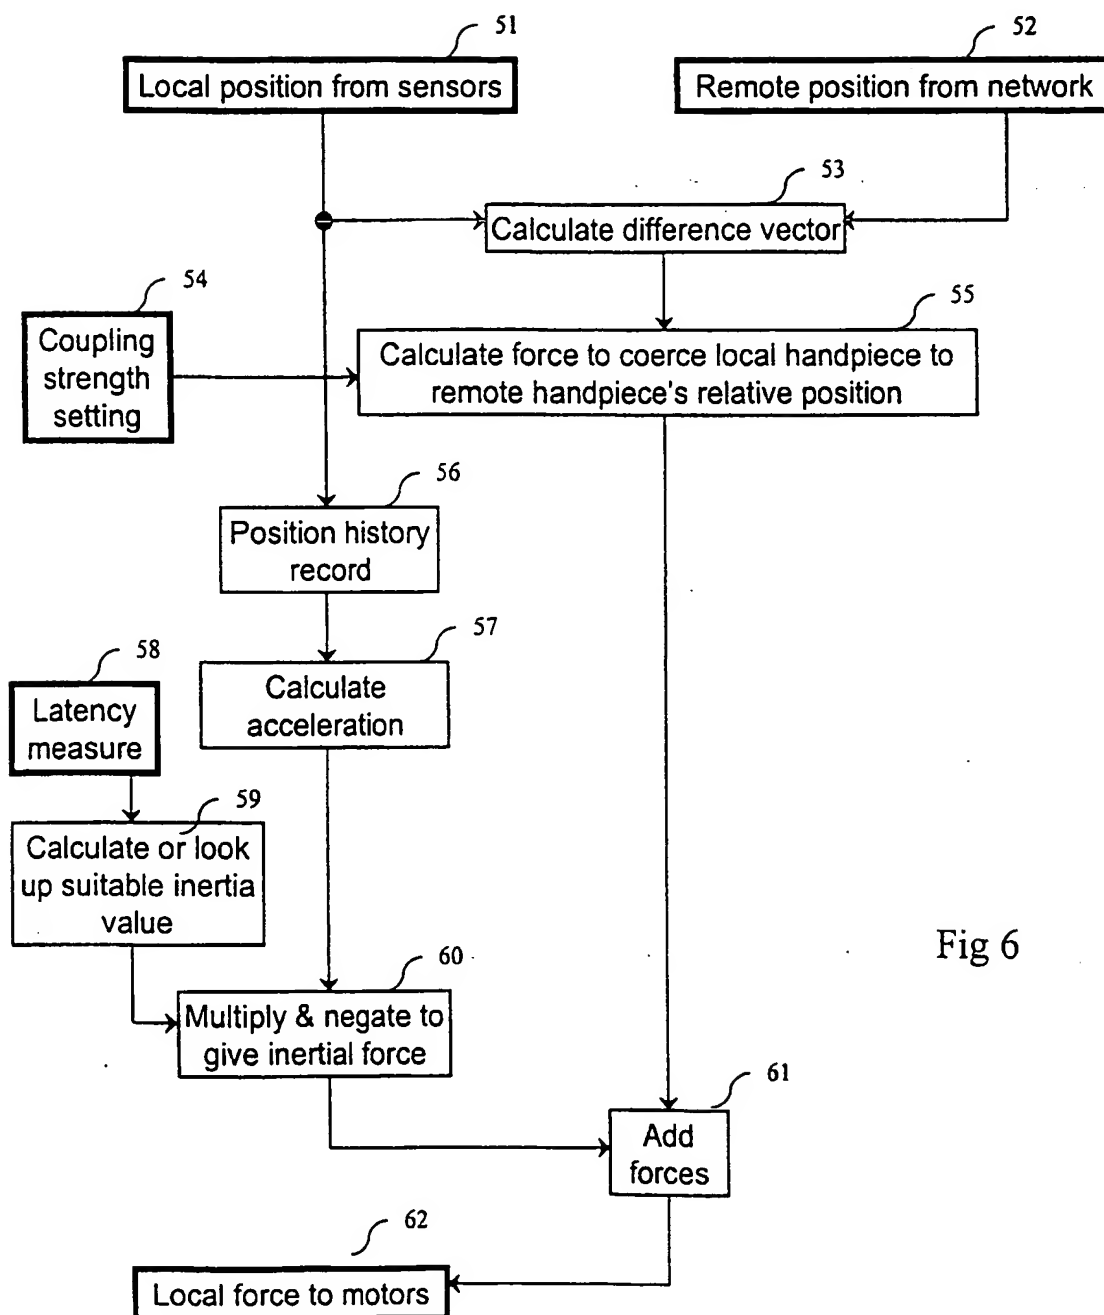 51
52
Local position from sensors
Remote position from network
53
Calculate difference vector
54
55
Coupling
strength
setting
Calculate force to coerce local handpiece to
remote handpiece's relative position
56
Position history
record
57
58
Calculate
acceleration
Latency
measure
59
Calculate or look
up suitable inertia
value
Fig 6
60
Multiply & negate to
give inertial force
61
Add
forces
62
Local force to motors